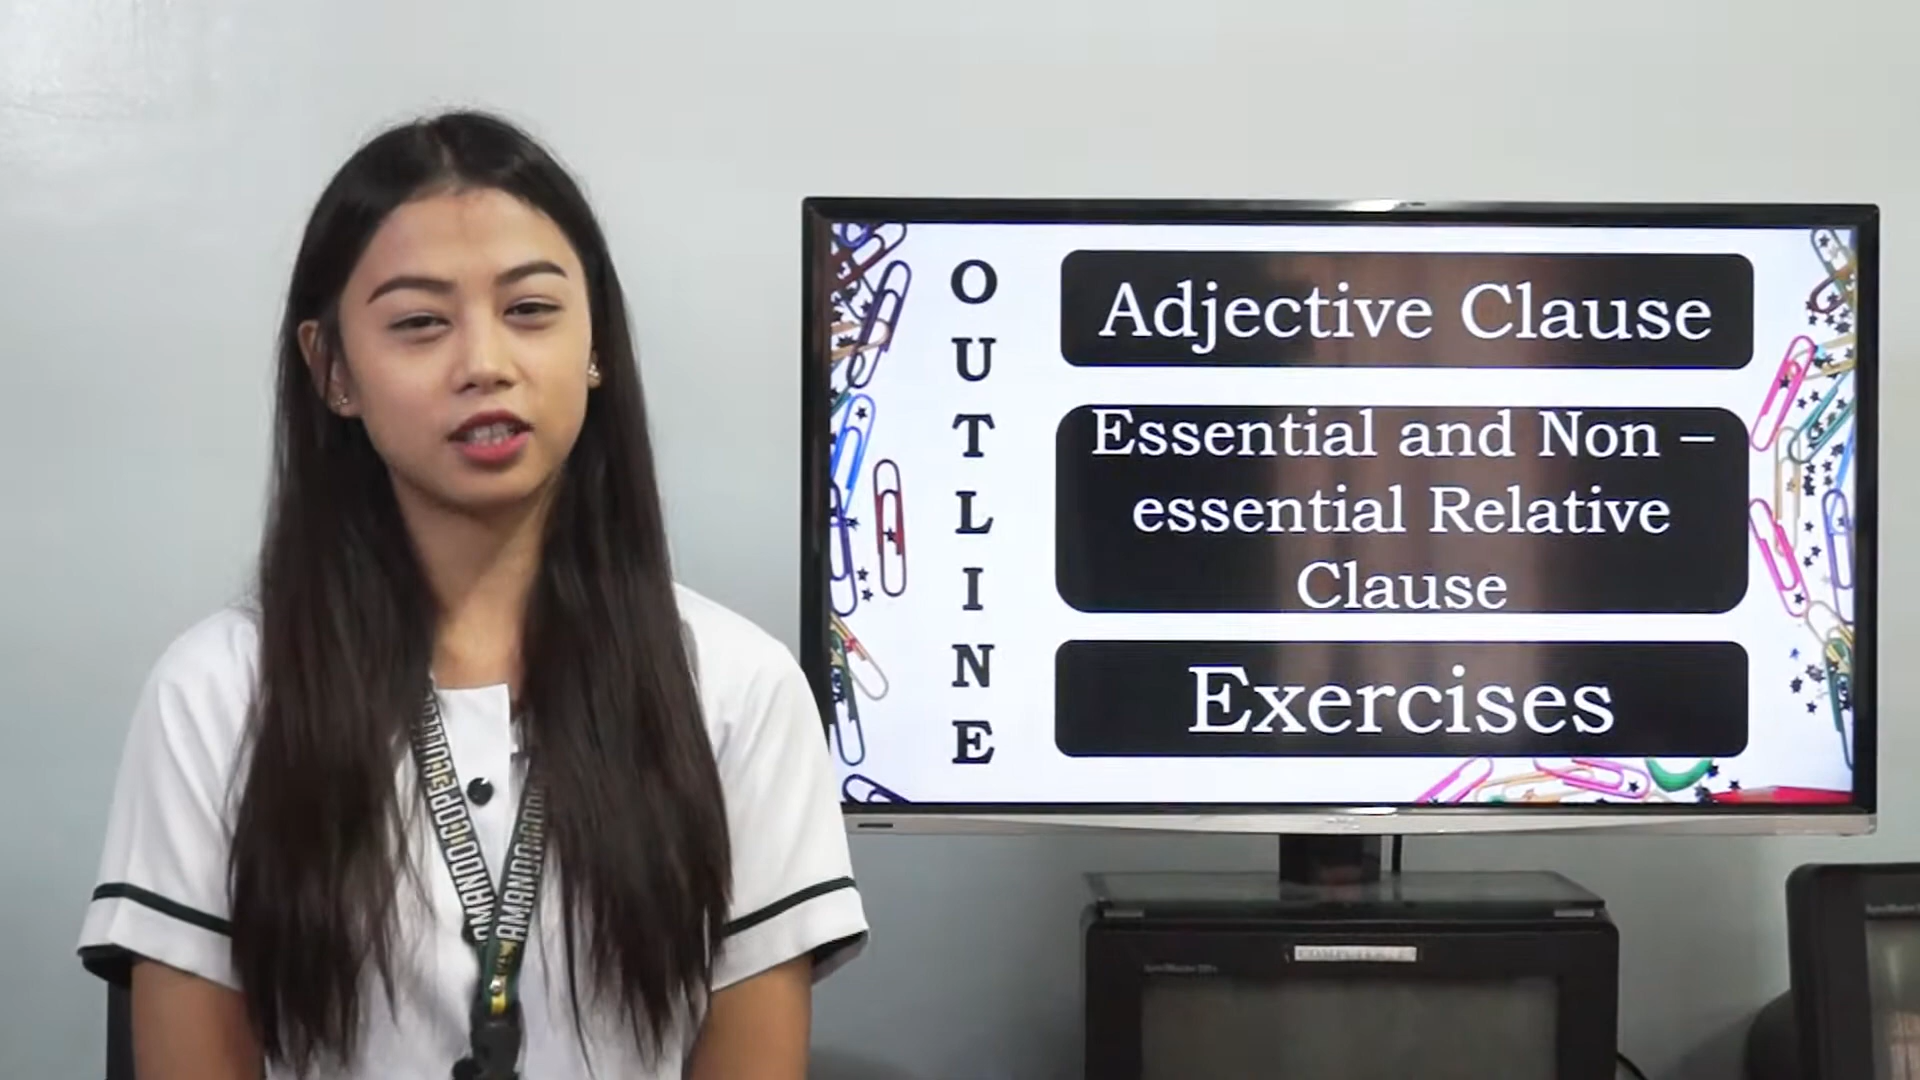 OUTLINE
Adjective Clause
Essential and Non –
essential Relative
Clause
Exercises